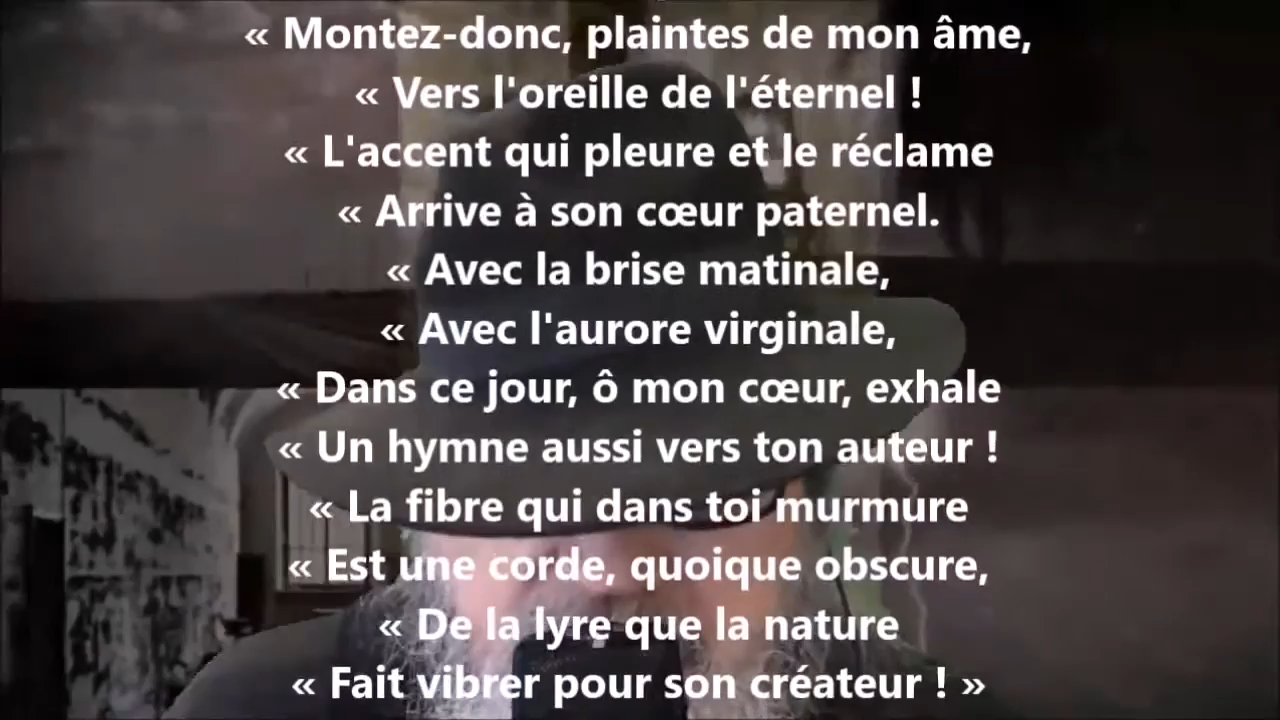 « Montez-donc, plaintes de mon âme,
« Vers l'oreille de l'éternel !
« L'accent qui pleure et le réclame
« Arrive à son cœur paternel.
« Avec la brise matinale,
« Avec l'aurore virginale,
« Dans ce jour, ô mon cœur, exhale
« Un hymne aussi vers ton auteur !
« La fibre qui dans toi murmure
« Est une corde, quoique obscure,
« De la lyre que la nature
« Fait vibrer pour son créateur ! »